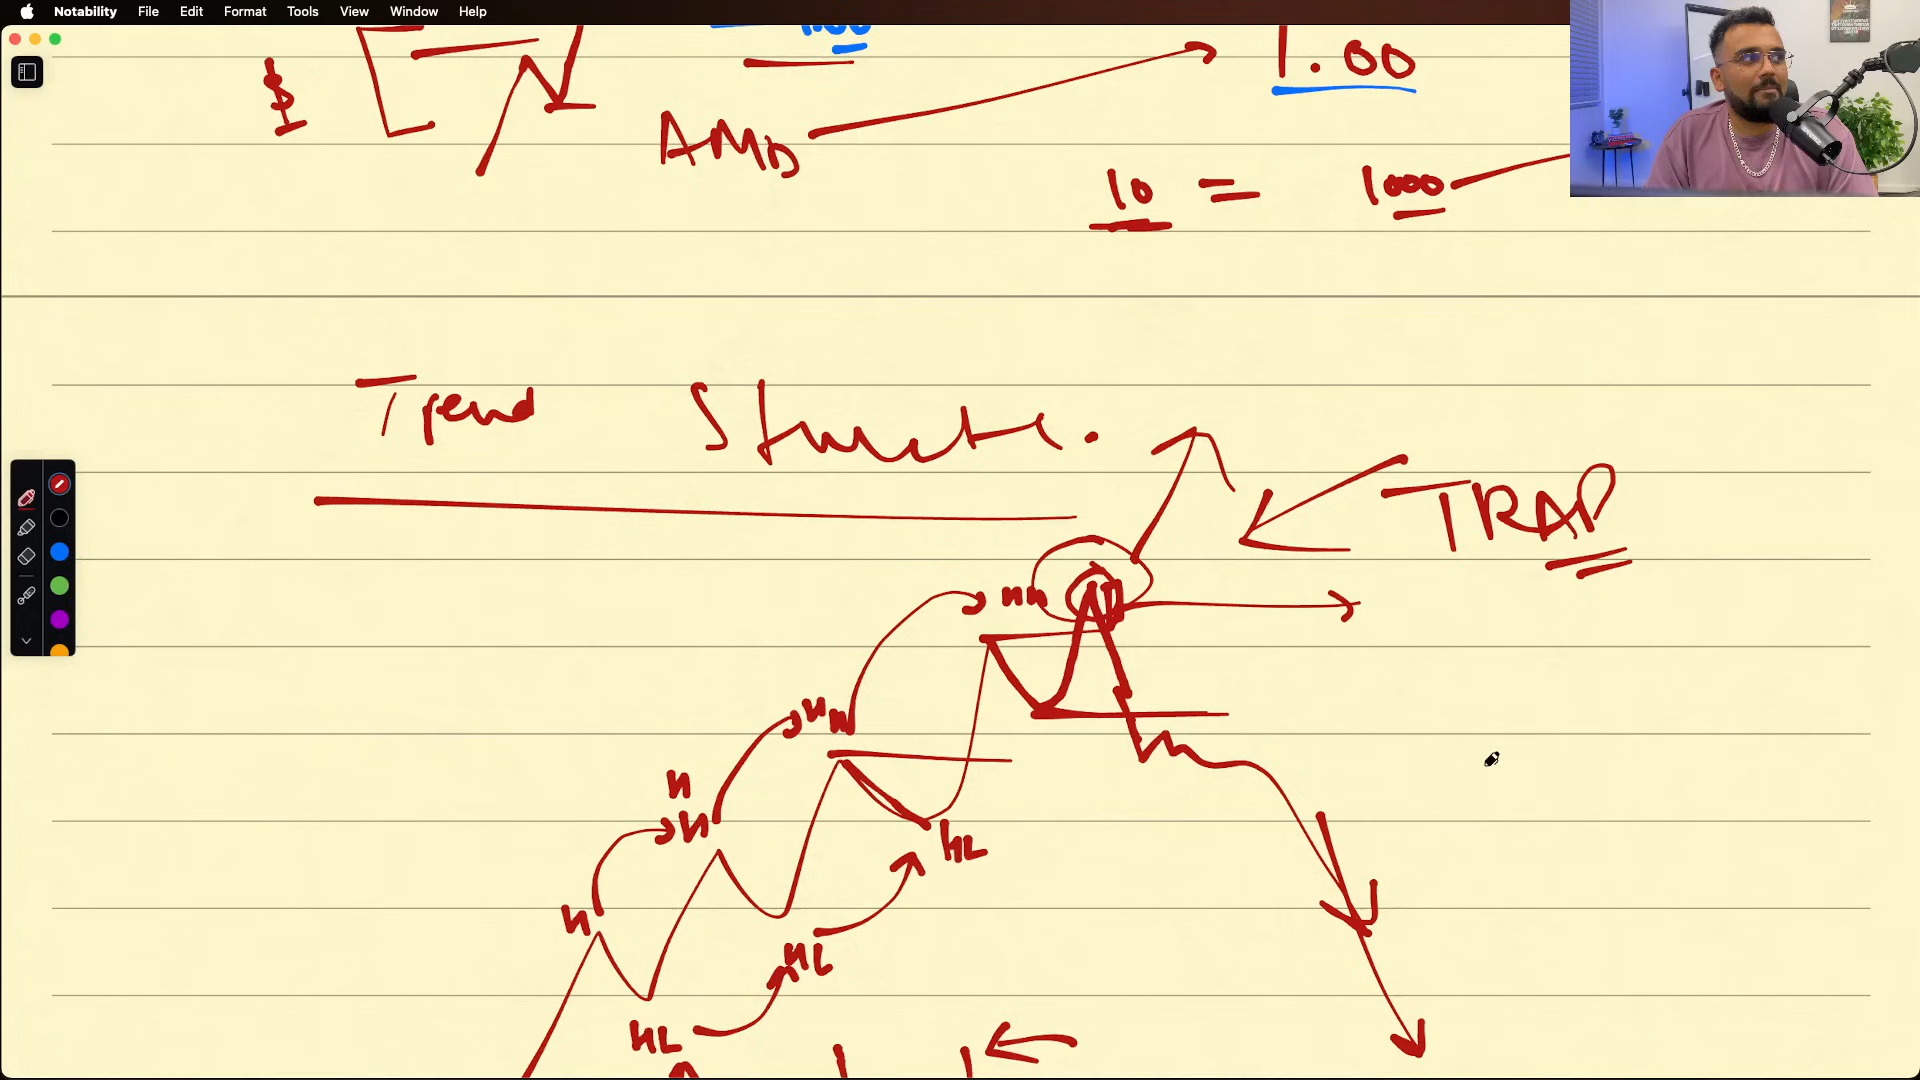 Notability File Edit Format Tools View Window Help
$
1.00
AMD
10 = 1000
Trend Structure.
TRAP
HH
HH
H
H
HL
H
HL
HL